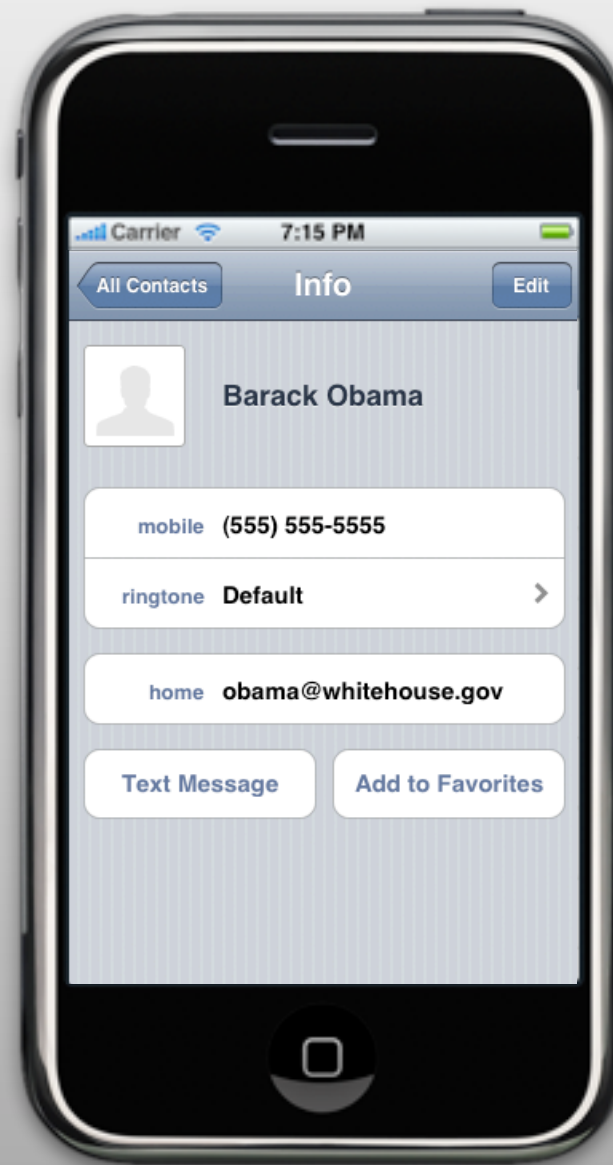 Carrier 7:15 PM
All Contacts Info Edit
Barack Obama
mobile (555) 555-5555
ringtone Default
home obama@whitehouse.gov
Text Message Add to Favorites